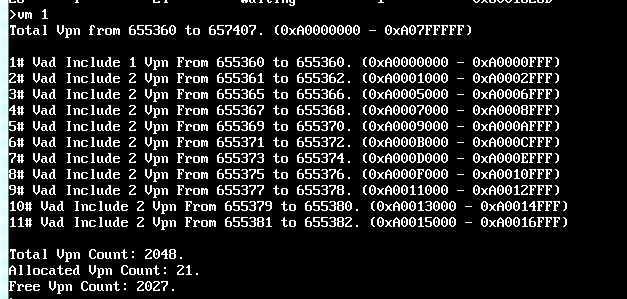 >vm 1
Total Vpn from 655360 to 657407. (0xA0000000 - 0xA07FFFFF)
1# Vad Include 1 Vpn From 655360 to 655360. (0xA0000000 - 0xA0000FFF)
2# Vad Include 2 Vpn From 655361 to 655362. (0xA0001000 - 0xA0002FFF)
3# Vad Include 2 Vpn From 655365 to 655366. (0xA0005000 - 0xA0006FFF)
4# Vad Include 2 Vpn From 655367 to 655368. (0xA0007000 - 0xA0008FFF)
5# Vad Include 2 Vpn From 655369 to 655370. (0xA0009000 - 0xA000AFFF)
6# Vad Include 2 Vpn From 655371 to 655372. (0xA000B000 - 0xA000CFFF)
7# Vad Include 2 Vpn From 655373 to 655374. (0xA000D000 - 0xA000EFFF)
8# Vad Include 2 Vpn From 655375 to 655376. (0xA000F000 - 0xA0010FFF)
9# Vad Include 2 Vpn From 655377 to 655378. (0xA0011000 - 0xA0012FFF)
10# Vad Include 2 Vpn From 655379 to 655380. (0xA0013000 - 0xA0014FFF)
11# Vad Include 2 Vpn From 655381 to 655382. (0xA0015000 - 0xA0016FFF)
Total Vpn Count: 2048.
Allocated Vpn Count: 21.
Free Vpn Count: 2027.